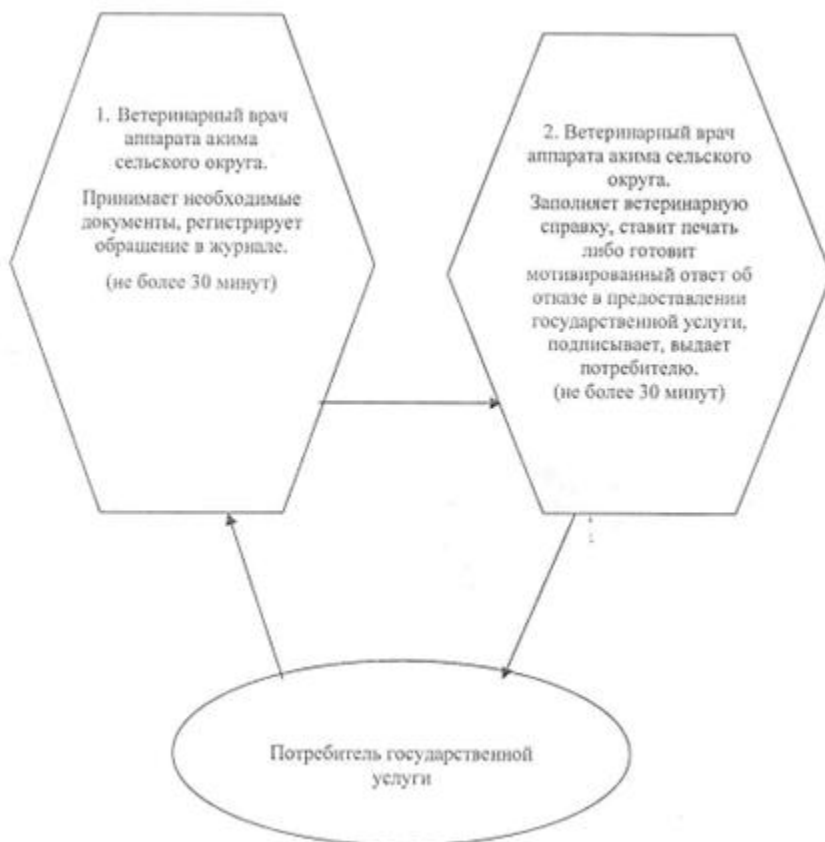 1. Ветеринарный врач
аппарата акима
сельского округа.
Принимает необходимые
документы, регистрирует
обращение в журнале.
(не более 30 минут)
2. Ветеринарный врач
аппарата акима сельского
округа.
Заполняет ветеринарную
справку, ставит печать
либо готовит
мотивированный ответ об
отказе в предоставлении
государственной услуги,
подписывает, выдает
потребителю.
(не более 30 минут)
Потребитель государственной
услуги